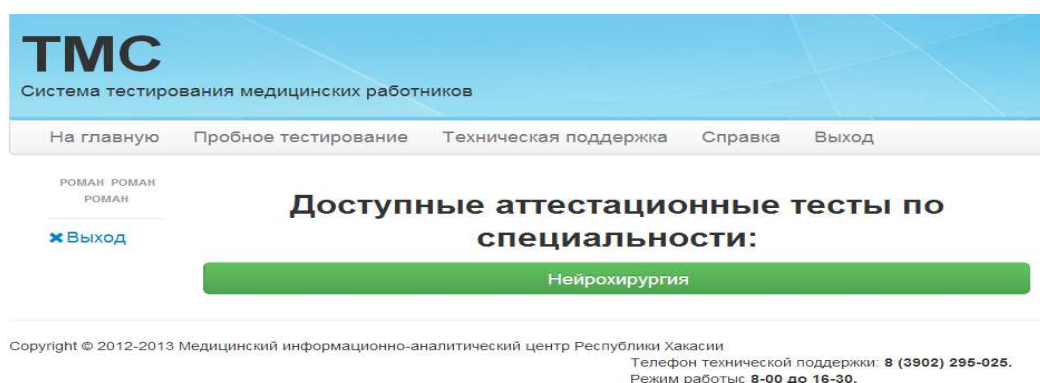 ТМС
Система тестирования медицинских работников
На главную Пробное тестирование Техническая поддержка Справка Выход
РОМАН РОМАН
РОМАН
Выход
Доступные аттестационные тесты по
специальности:
Нейрохирургия
Copyright © 2012-2013 Медицинский информационно-аналитический центр Республики Хакасии
Телефон технической поддержки: 8 (3902) 295-025.
Режим работы: 8-00 до 16-30.